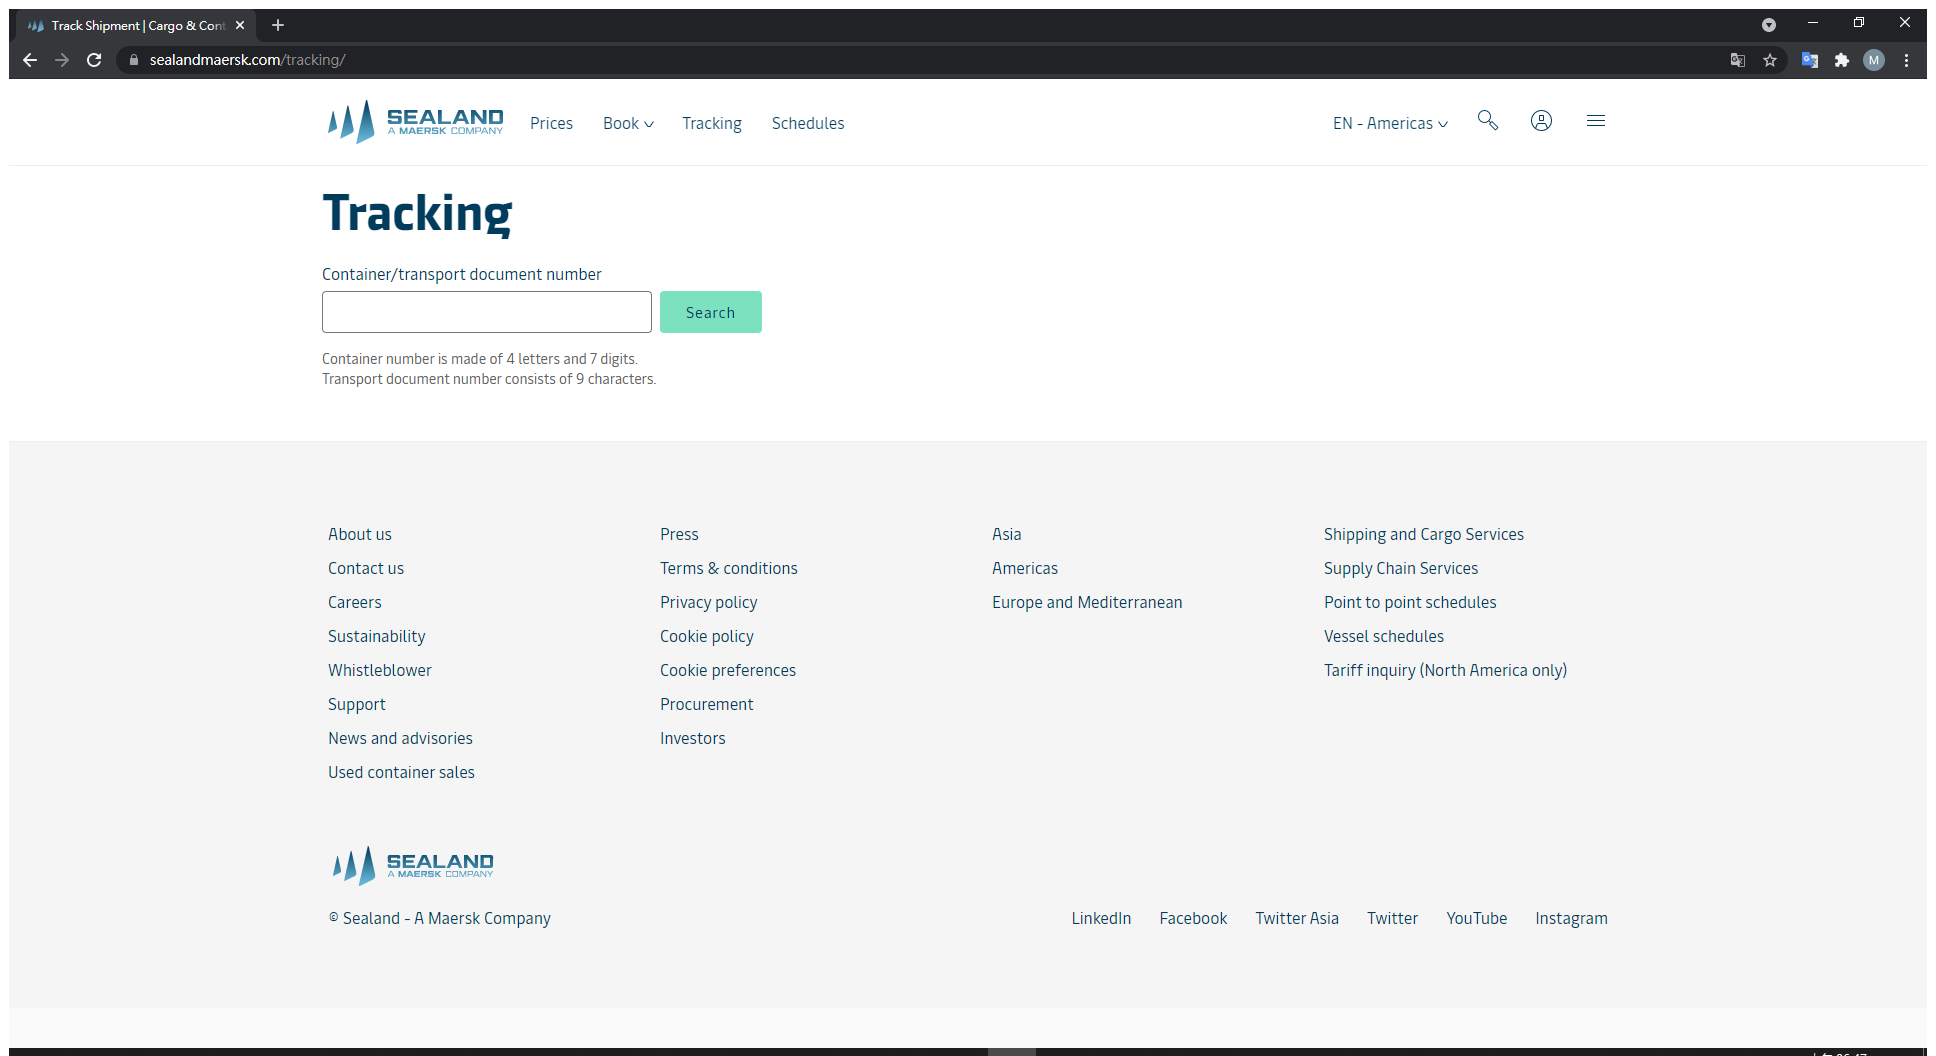 Track Shipment | Cargo & Cont
sealandmaersk.com/tracking/
M
SEALAND
A MAERSK COMPANY
Prices
Book
Tracking
Schedules
EN - Americas
Tracking
Container/transport document number
Search
Container number is made of 4 letters and 7 digits.
Transport document number consists of 9 characters.
About us
Contact us
Careers
Sustainability
Whistleblower
Support
News and advisories
Used container sales
Press
Terms & conditions
Privacy policy
Cookie policy
Cookie preferences
Procurement
Investors
Asia
Americas
Europe and Mediterranean
Shipping and Cargo Services
Supply Chain Services
Point to point schedules
Vessel schedules
Tariff inquiry (North America only)
SEALAND
A MAERSK COMPANY
© Sealand - A Maersk Company
LinkedIn
Facebook
Twitter Asia
Twitter
YouTube
Instagram